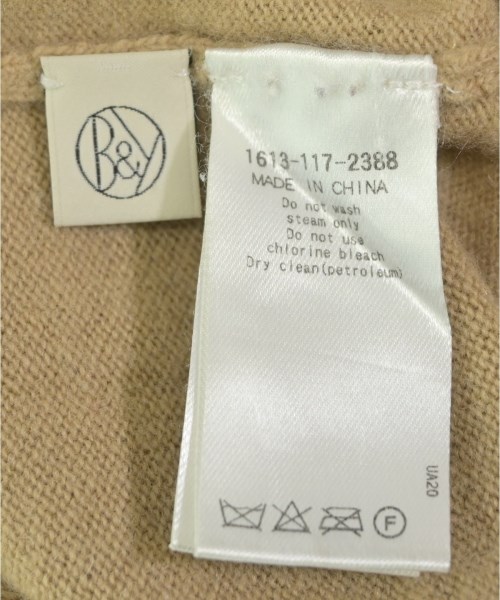 B&Y
1613-117-2388
MADE IN CHINA
Do not wash
steam only
Do not use
chlorine bleach
Dry clean(petroleum)
UA20
F